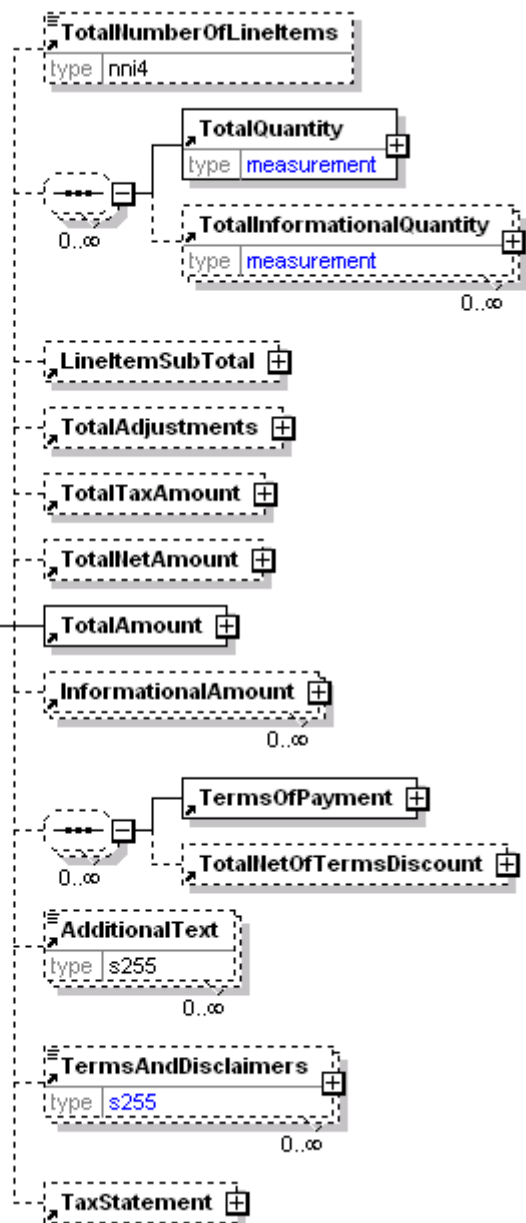 TotalNumberOfLineItems
type nni4
TotalQuantity
type measurement
0..∞
TotalInformationalQuantity
type measurement
0..∞
LineItemSubTotal
TotalAdjustments
TotalTaxAmount
TotalNetAmount
TotalAmount
InformationalAmount
0..∞
TermsOfPayment
0..∞
TotalNetOfTermsDiscount
AdditionalText
type s255
0..∞
TermsAndDisclaimers
type s255
0..∞
TaxStatement